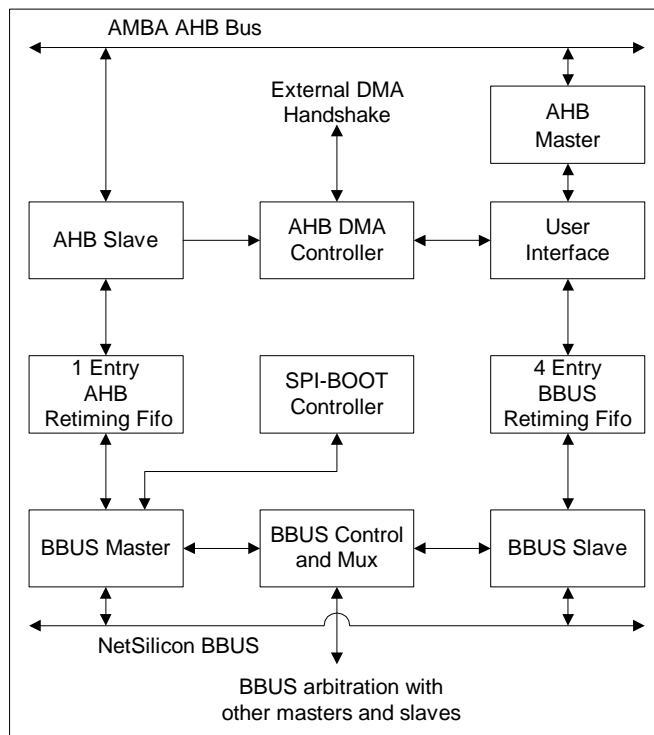 AMBA AHB Bus
External DMA
Handshake
AHB
Master
AHB Slave
AHB DMA
Controller
User
Interface
1 Entry
AHB
Retiming Fifo
SPI-BOOT
Controller
4 Entry
BBUS
Retiming Fifo
BBUS Master
BBUS Control
and Mux
BBUS Slave
NetSilicon BBUS
BBUS arbitration with
other masters and slaves